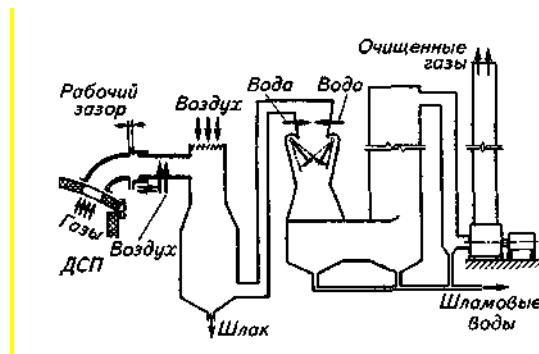 Очищенные
газы
Рабочий
зазор
Воздух
Вода
Вода
Газы
Воздух
ДСП
Шлак
Шламовые
воды